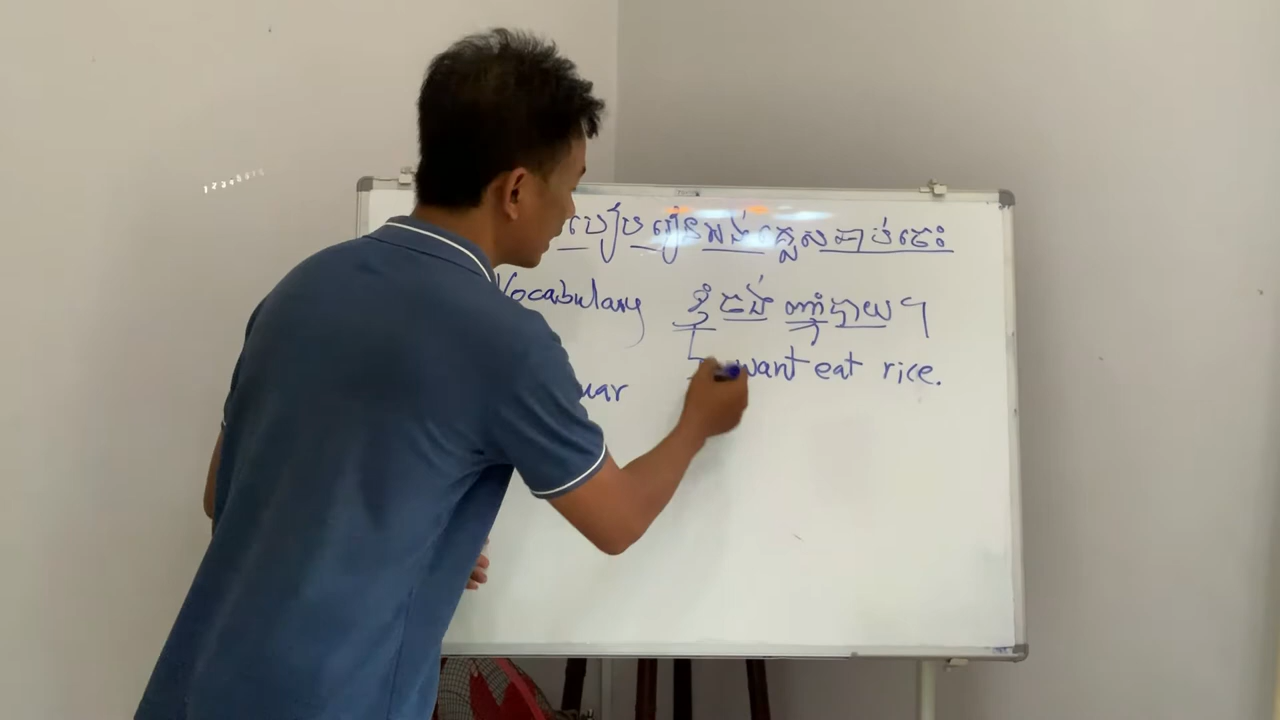 របៀបរៀនអង់គ្លេសឆាប់ចេះ
Vocabulary ខ្ញុំ ចង់ ញ៉ាំបាយ ។
want eat rice.
mar